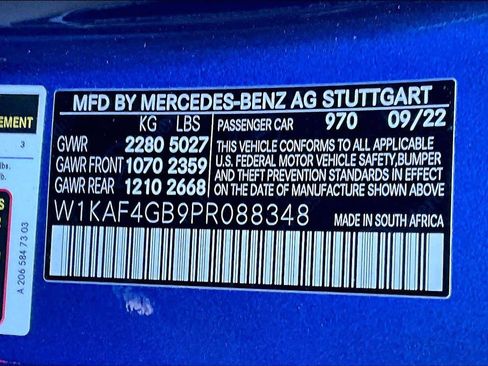 MFD BY MERCEDES-BENZ AG STUTTGART
KG LBS
GVWR 2280 5027
GAWR FRONT 1070 2359
GAWR REAR 1210 2668
PASSENGER CAR 970 09/22
THIS VEHICLE CONFORMS TO ALL APPLICABLE
U.S. FEDERAL MOTOR VEHICLE SAFETY, BUMPER
AND THEFT PREVENTION STANDARDS IN EFFECT
ON THE DATE OF MANUFACTURE SHOWN ABOVE
W1KAF4GB9PR088348
MADE IN SOUTH AFRICA
EMENT
3
lbs.
A 206 584 73 03